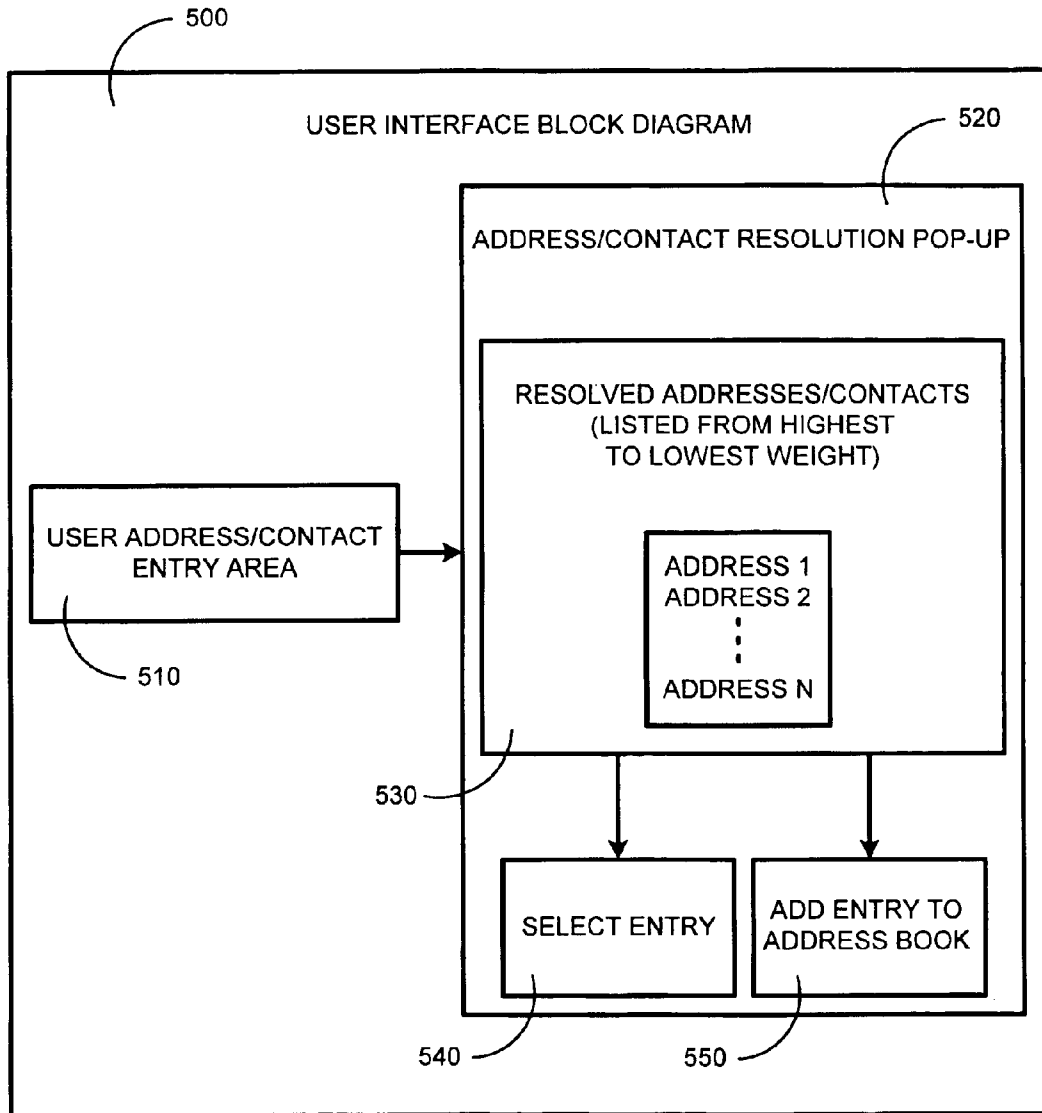 500
USER INTERFACE BLOCK DIAGRAM
520
ADDRESS/CONTACT RESOLUTION POP-UP
RESOLVED ADDRESSES/CONTACTS
(LISTED FROM HIGHEST
TO LOWEST WEIGHT)
USER ADDRESS/CONTACT
ENTRY AREA
510
ADDRESS 1
ADDRESS 2
ADDRESS N
530
SELECT ENTRY
ADD ENTRY TO
ADDRESS BOOK
540
550